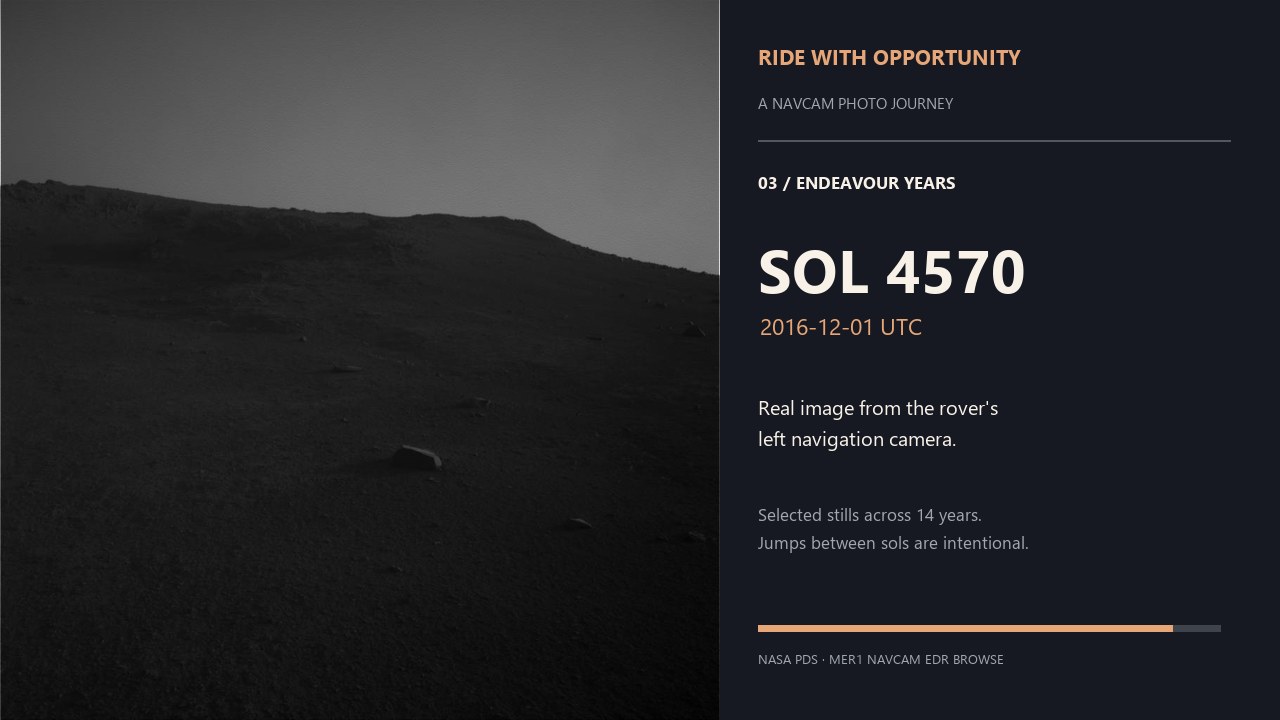 RIDE WITH OPPORTUNITY
A NAVCAM PHOTO JOURNEY
03 / ENDEAVOUR YEARS
SOL 4570
2016-12-01 UTC
Real image from the rover's
left navigation camera.
Selected stills across 14 years.
Jumps between sols are intentional.
NASA PDS · MER1 NAVCAM EDR BROWSE